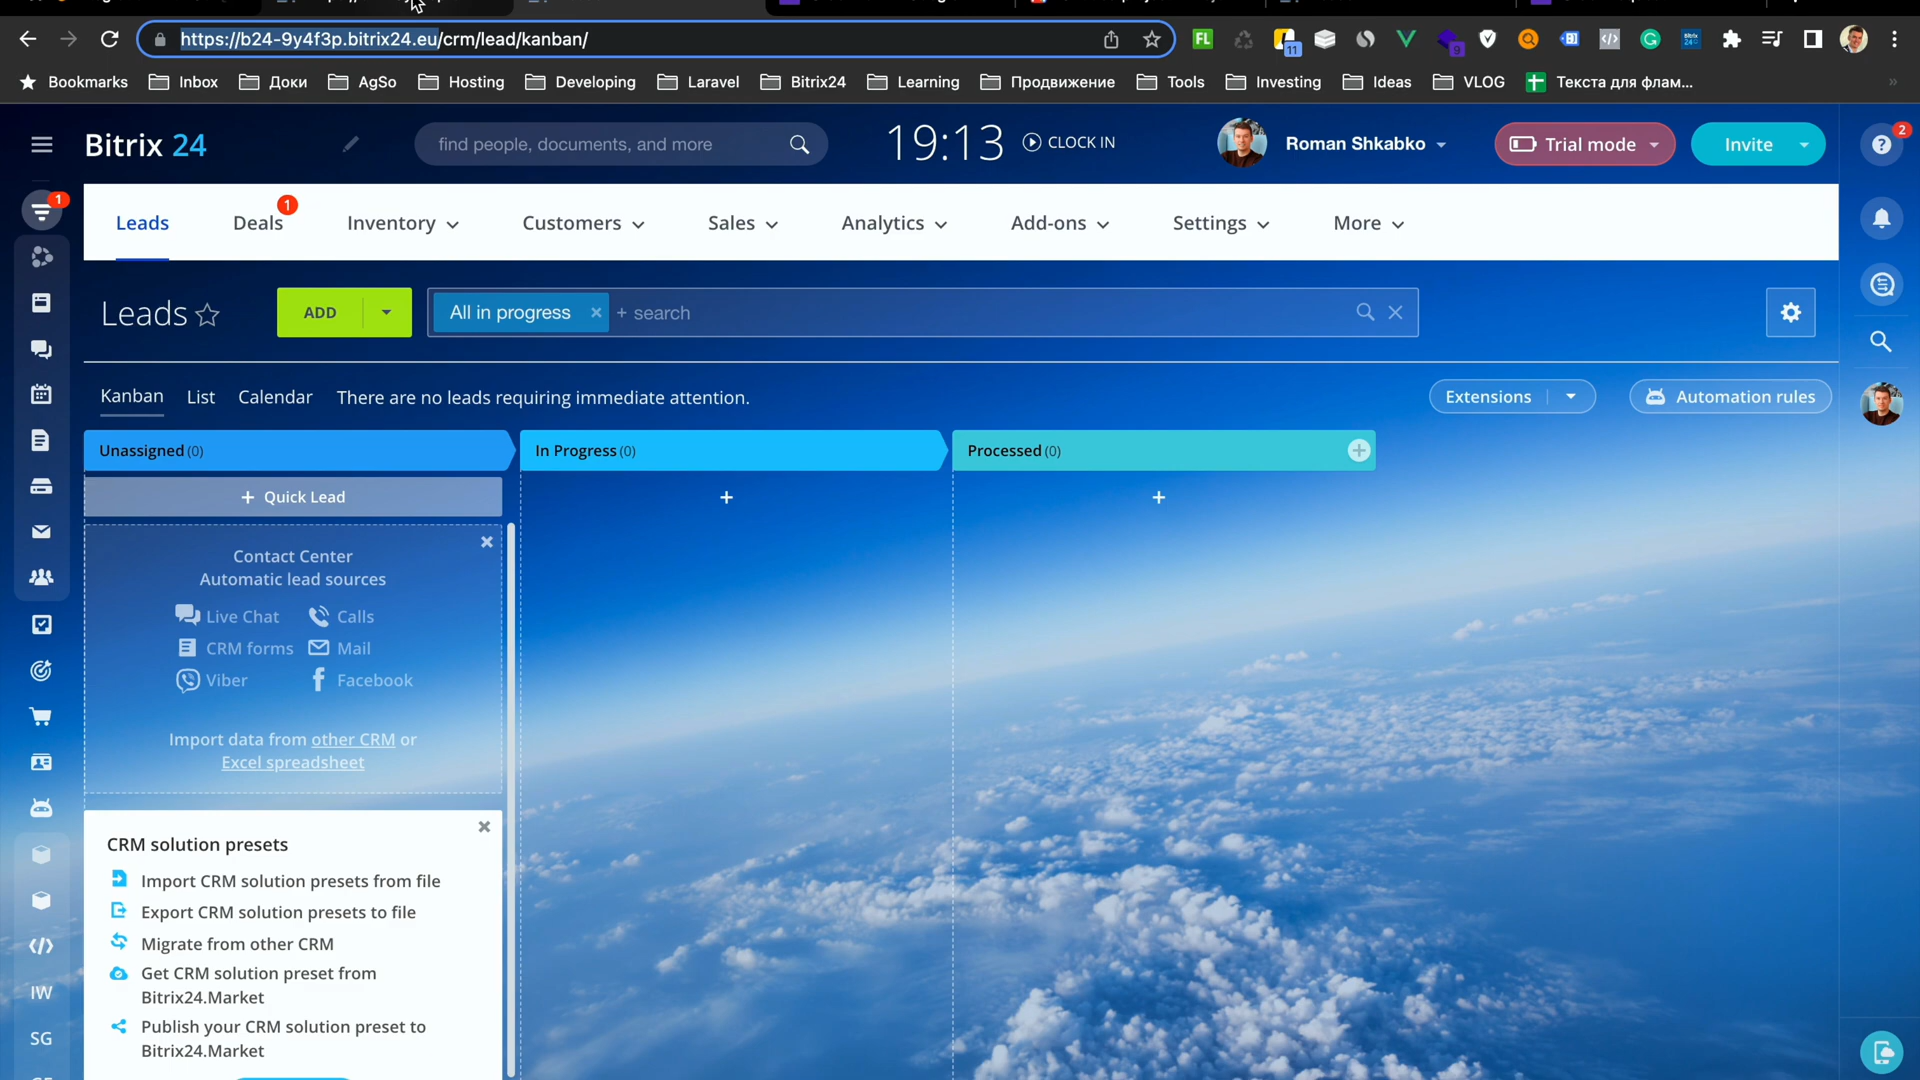 https://b24-9y4f3p.bitrix24.eu/crm/lead/kanban/
11
9
Bookmarks Inbox Доки AgSo Hosting Developing Laravel Bitrix24 Learning Продвижение Tools Investing Ideas VLOG Текста для флам...
Bitrix 24
find people, documents, and more
19:13
CLOCK IN
Roman Shkabko
Trial mode
Invite
2
1
Leads Deals 1 Inventory Customers Sales Analytics Add-ons Settings More
Leads
ADD
All in progress
+ search
Kanban List Calendar There are no leads requiring immediate attention.
Extensions
Automation rules
Unassigned (0)
In Progress (0)
Processed (0)
+ Quick Lead
Contact Center
Automatic lead sources
Live Chat Calls
CRM forms Mail
Viber Facebook
Import data from other CRM or
Excel spreadsheet
CRM solution presets
Import CRM solution presets from file
Export CRM solution presets to file
Migrate from other CRM
Get CRM solution preset from
Bitrix24.Market
Publish your CRM solution preset to
Bitrix24.Market
IW
SG